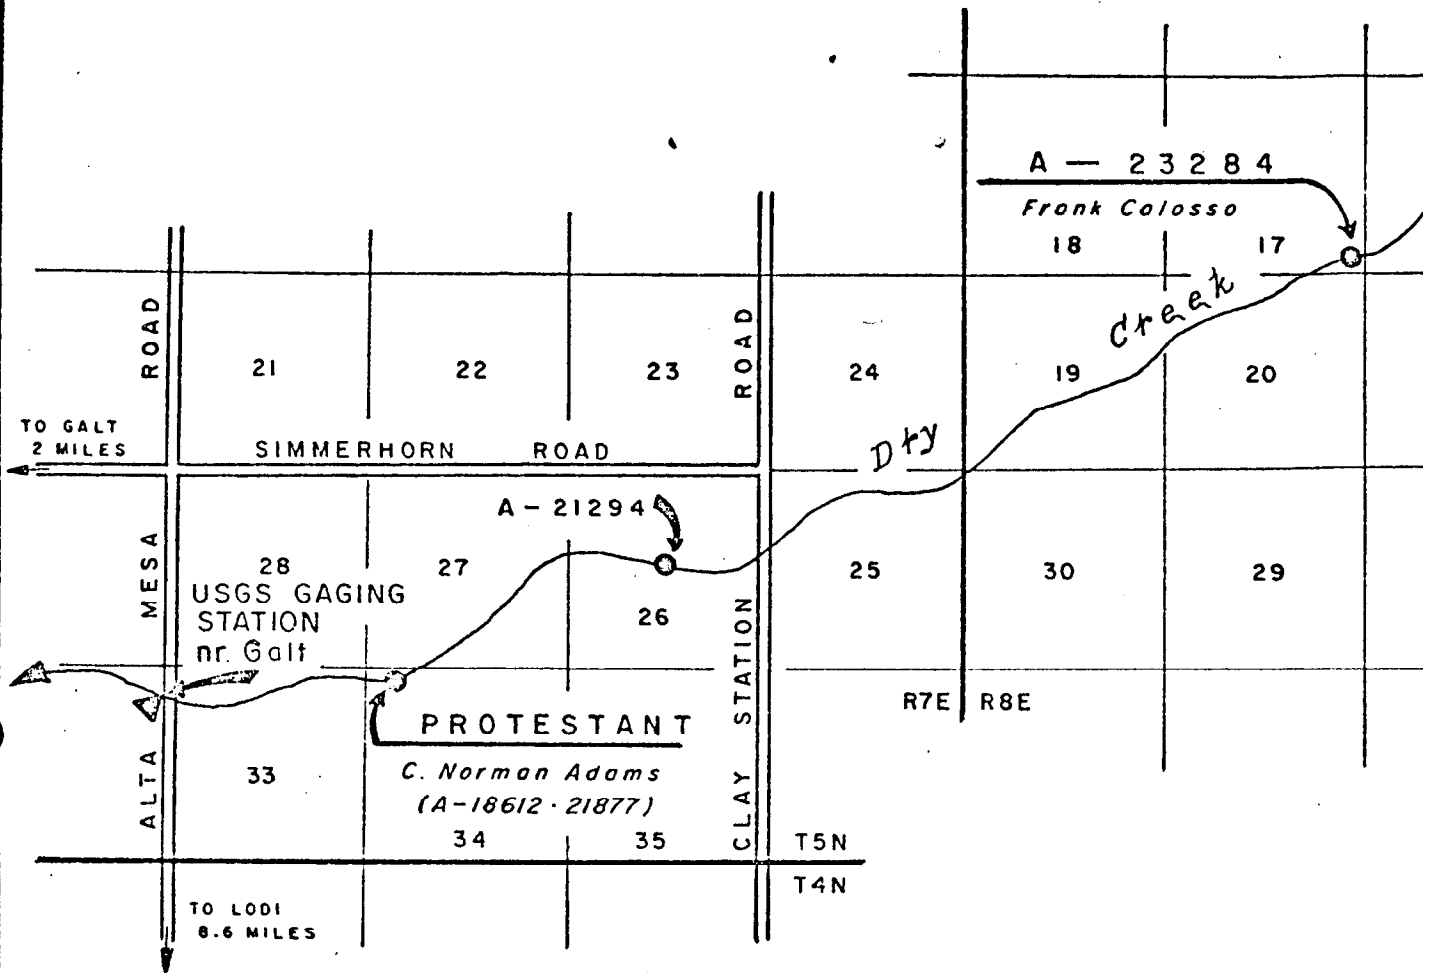 A — 23284
Frank Colosso
18
17
ROAD
ROAD
Creek
21
22
23
24
19
20
TO GALT
2 MILES
SIMMERHORN ROAD
Dry
A-21294
MESA
28
27
25
30
29
USGS GAGING
STATION
nr. Galt
26
STATION
R7E
R8E
PROTESTANT
ALTA
33
C. Norman Adams
(A-18612 · 21877)
CLAY
34
35
T5N
T4N
TO LODI
8.6 MILES